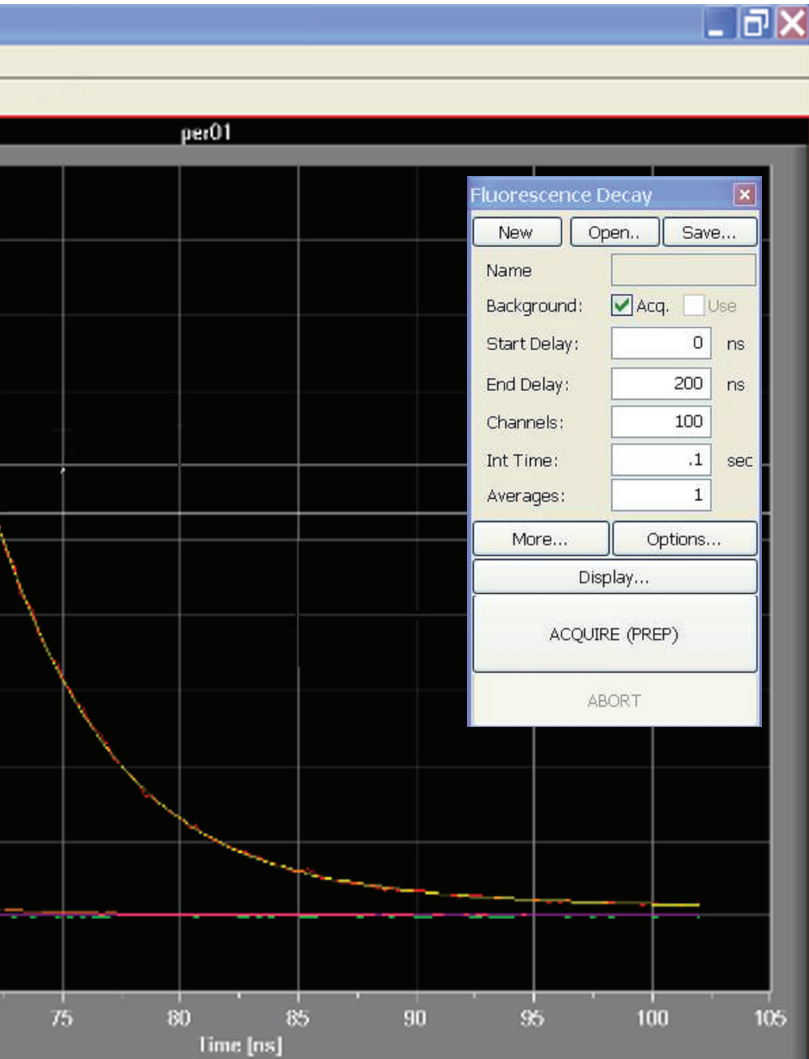 per01
Fluorescence Decay
New Open.. Save...
Name
Background: Acq. Use
Start Delay: 0 ns
End Delay: 200 ns
Channels: 100
Int Time: .1 sec
Averages: 1
More... Options...
Display...
ACQUIRE (PREP)
ABORT
75 80 85 90 95 100 105
Time [ns]